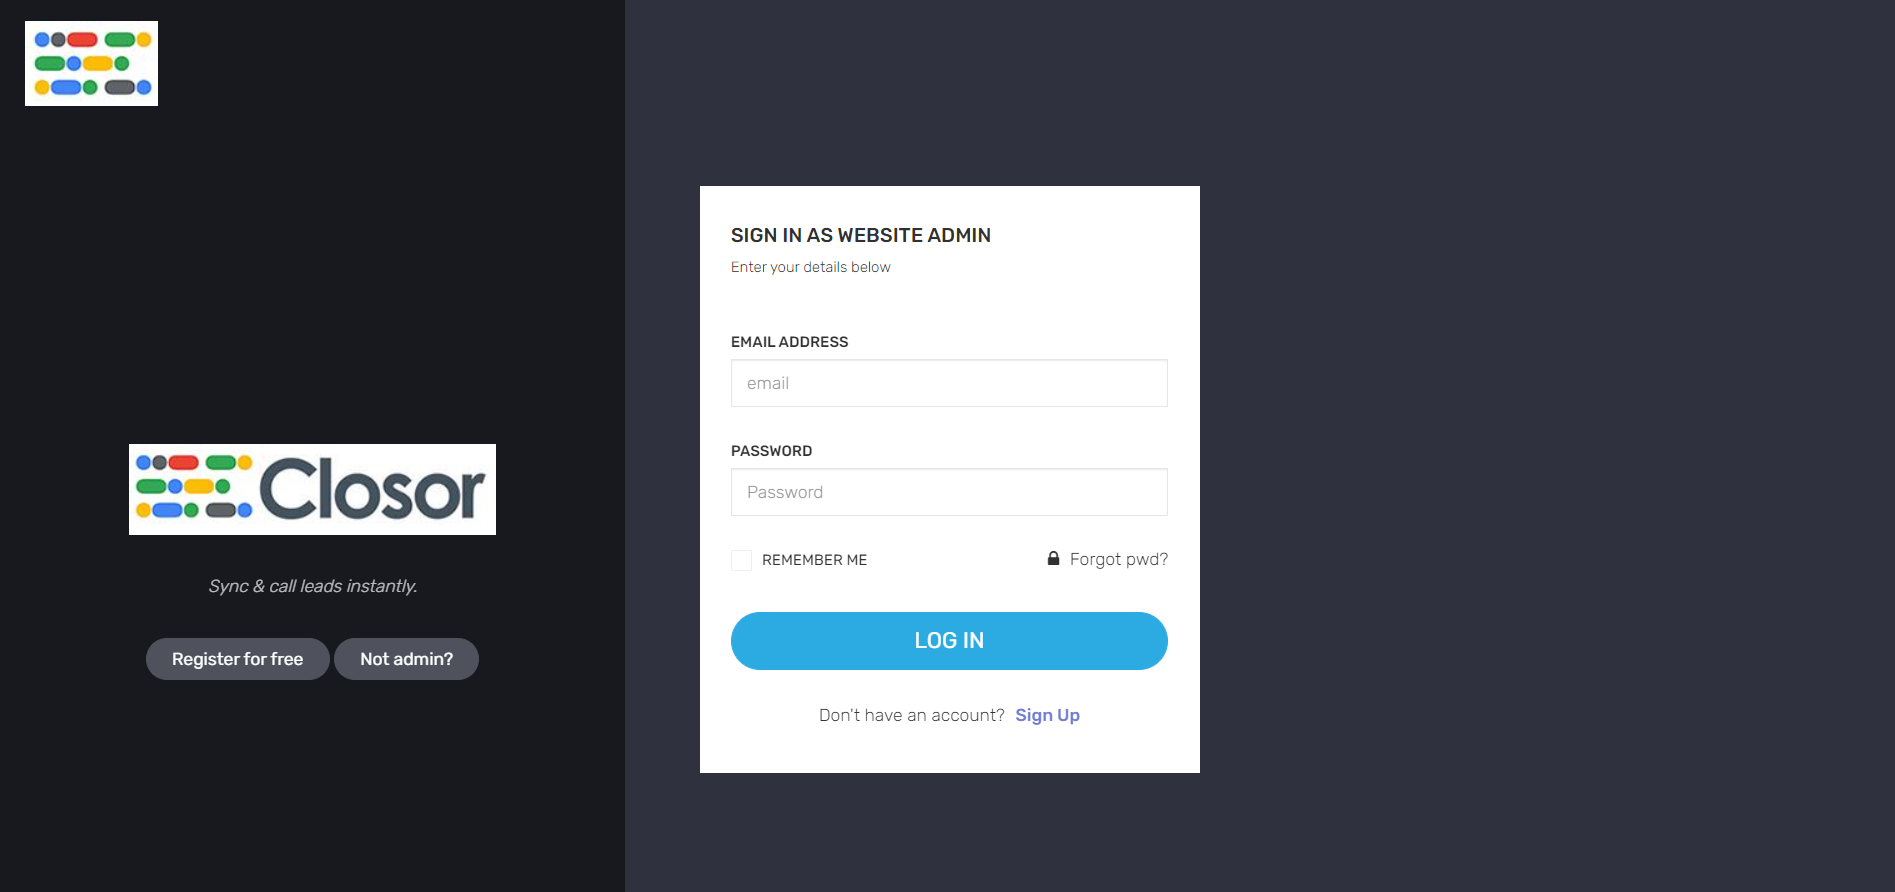 Closor
Sync & call leads instantly.
Register for free
Not admin?
SIGN IN AS WEBSITE ADMIN
Enter your details below
EMAIL ADDRESS
email
PASSWORD
Password
REMEMBER ME
Forgot pwd?
LOG IN
Don't have an account? Sign Up